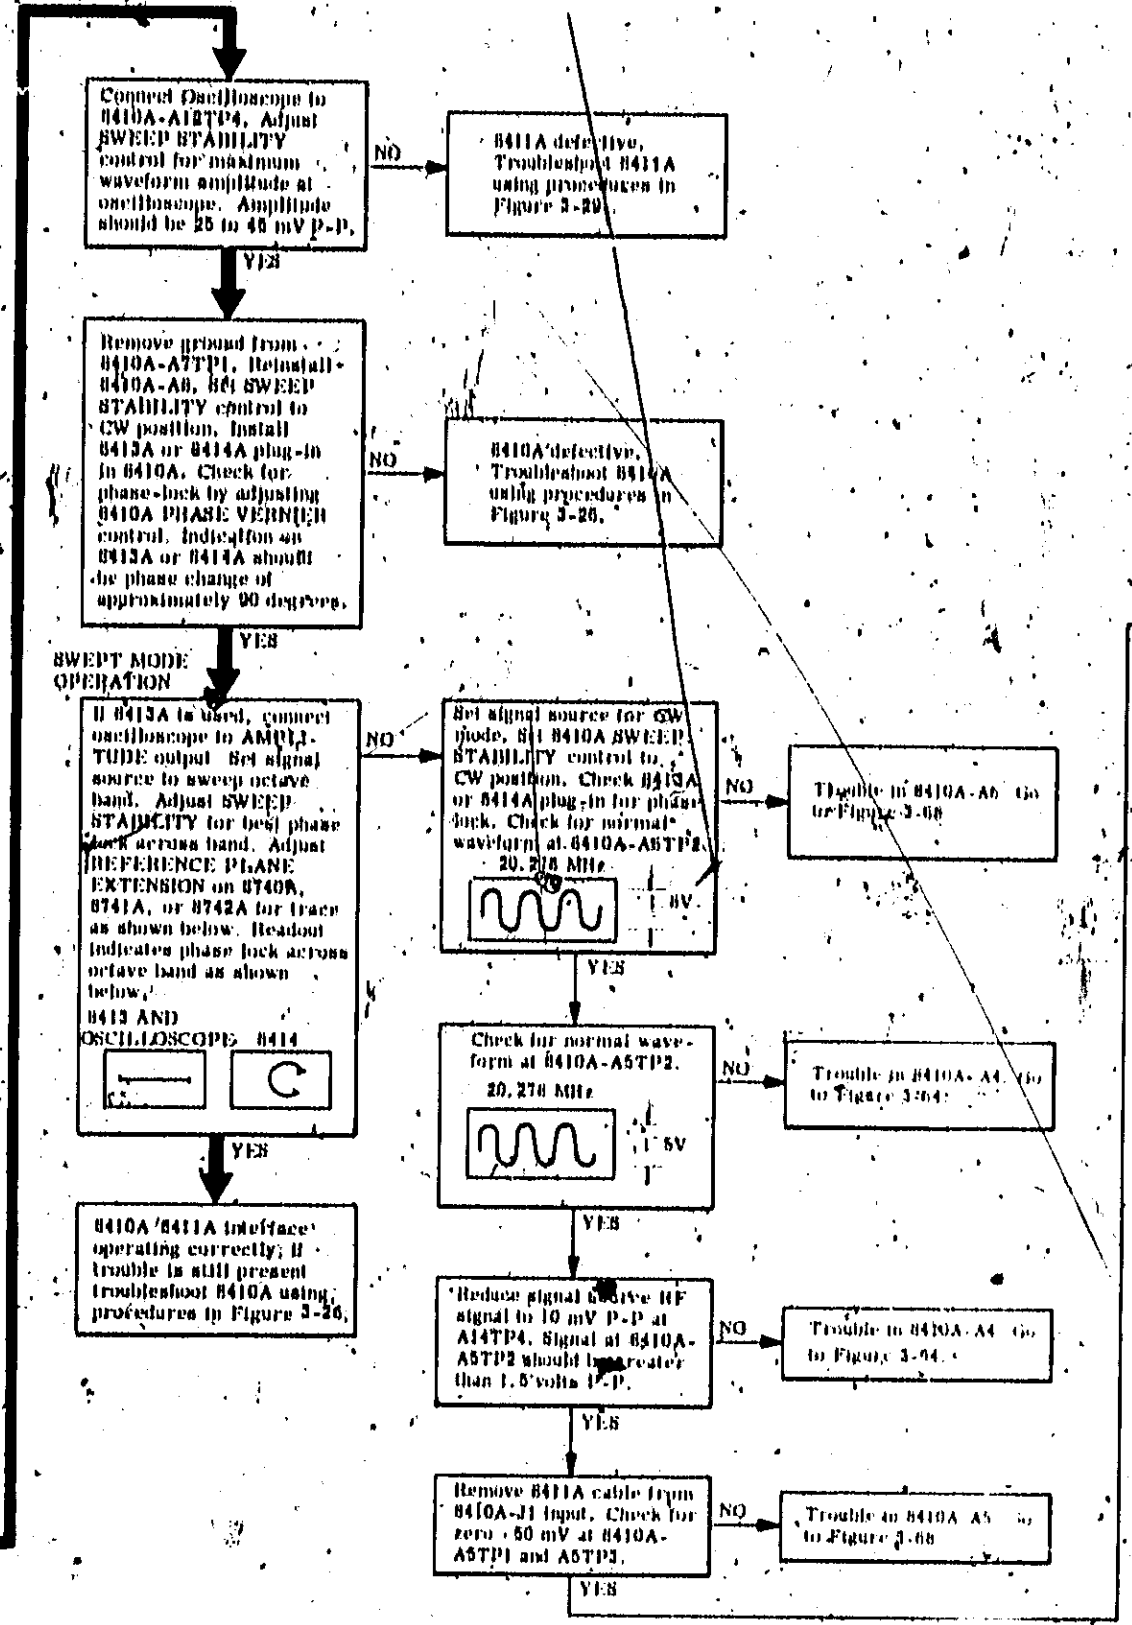 Connect Oscilloscope to
8410A-A12TP4. Adjust
SWEEP STABILITY
control for maximum
waveform amplitude at
oscilloscope. Amplitude
should be 25 to 45 mV P-P.
NO
8411A defective.
Troubleshoot 8411A
using procedures in
Figure 3-29.
YES
Remove ground from
8410A-A7TP1. Reinstall
8410A-A6. Set SWEEP
STABILITY control to
CW position. Install
8413A or 8414A plug-in
in 8410A. Check for
phase-lock by adjusting
8410A PHASE VERNIER
control. Indication on
8413A or 8414A should
be phase change of
approximately 90 degrees.
NO
8410A defective.
Troubleshoot 8410A
using procedures in
Figure 3-26.
YES
SWEPT MODE
OPERATION
If 8413A is used, connect
oscilloscope to AMPLI-
TUDE output. Set signal
source to sweep octave
band. Adjust SWEEP
STABILITY for best phase
lock across band. Adjust
REFERENCE PLANE
EXTENSION on 8740A,
8741A, or 8742A for trace
as shown below. Readout
indicates phase lock across
octave band as shown
below.
8413 AND
OSCILLOSCOPE 8414
NO
Set signal source for CW
mode. Set 8410A SWEEP
STABILITY control to
CW position. Check 8413A
or 8414A plug-in for phase
lock. Check for normal
waveform at 8410A-A6TP2.
20.278 MHz
8V
NO
Trouble in 8410A-A6 Go
to Figure 3-68
YES
Check for normal wave-
form at 8410A-A5TP2.
20.278 MHz
5V
NO
Trouble in 8410A-A4. Go
to Figure 3-64.
YES
YES
8410A/8411A interface
operating correctly; if
trouble is still present
troubleshoot 8410A using
procedures in Figure 3-26.
Reduce signal source RF
signal to 10 mV P-P at
A14TP4. Signal at 8410A-
A5TP2 should be greater
than 1.5 volts P-P.
NO
Trouble in 8410A-A4 Go
to Figure 3-64.
YES
Remove 8411A cable from
8410A-J1 input. Check for
zero 50 mV at 8410A-
A5TP1 and A5TP3.
NO
Trouble in 8410A A5 Go
to Figure 3-68
YES